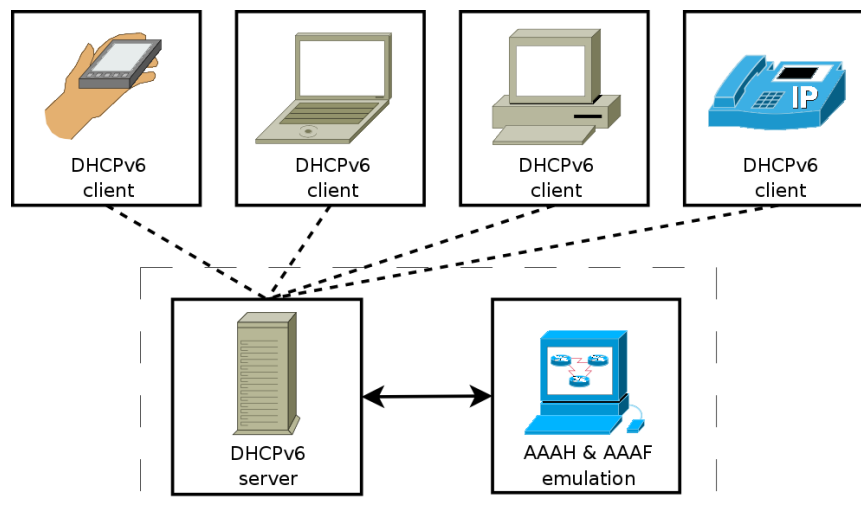 IP
DHCPv6
client
DHCPv6
client
DHCPv6
client
DHCPv6
client
DHCPv6
server
AAAH & AAAF
emulation